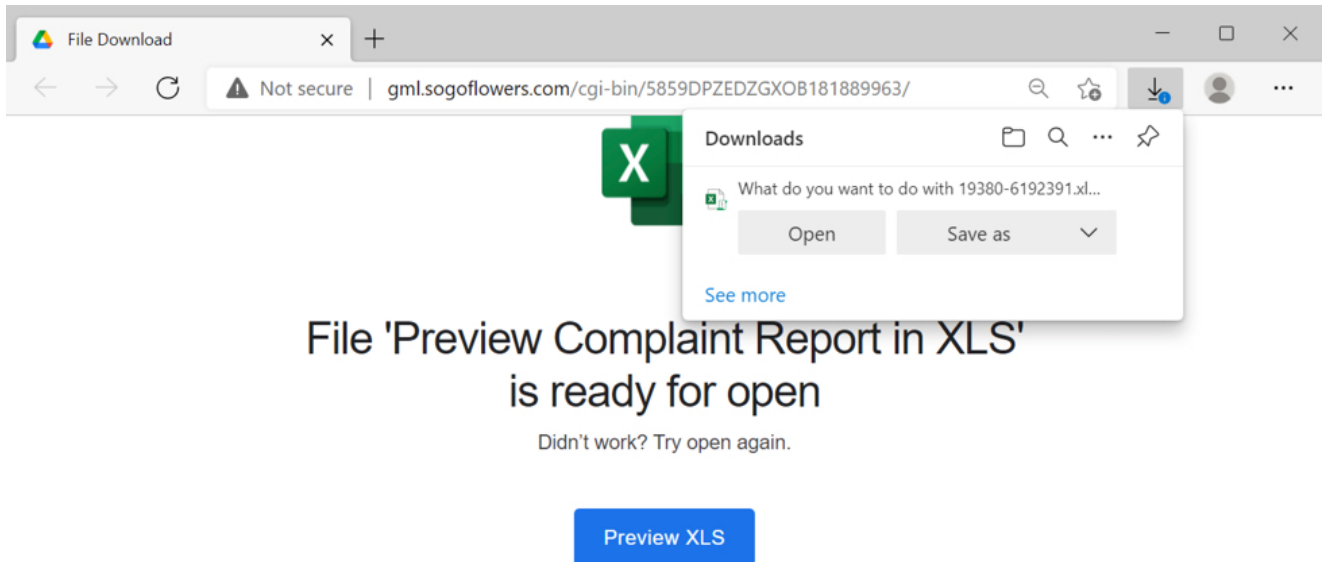 File Download
Not secure | gml.sogoflowers.com/cgi-bin/5859DPZEDZGXOB181889963/
X
Downloads
What do you want to do with 19380-6192391.xl...
Open
Save as
See more
File 'Preview Complaint Report in XLS'
is ready for open
Didn't work? Try open again.
Preview XLS